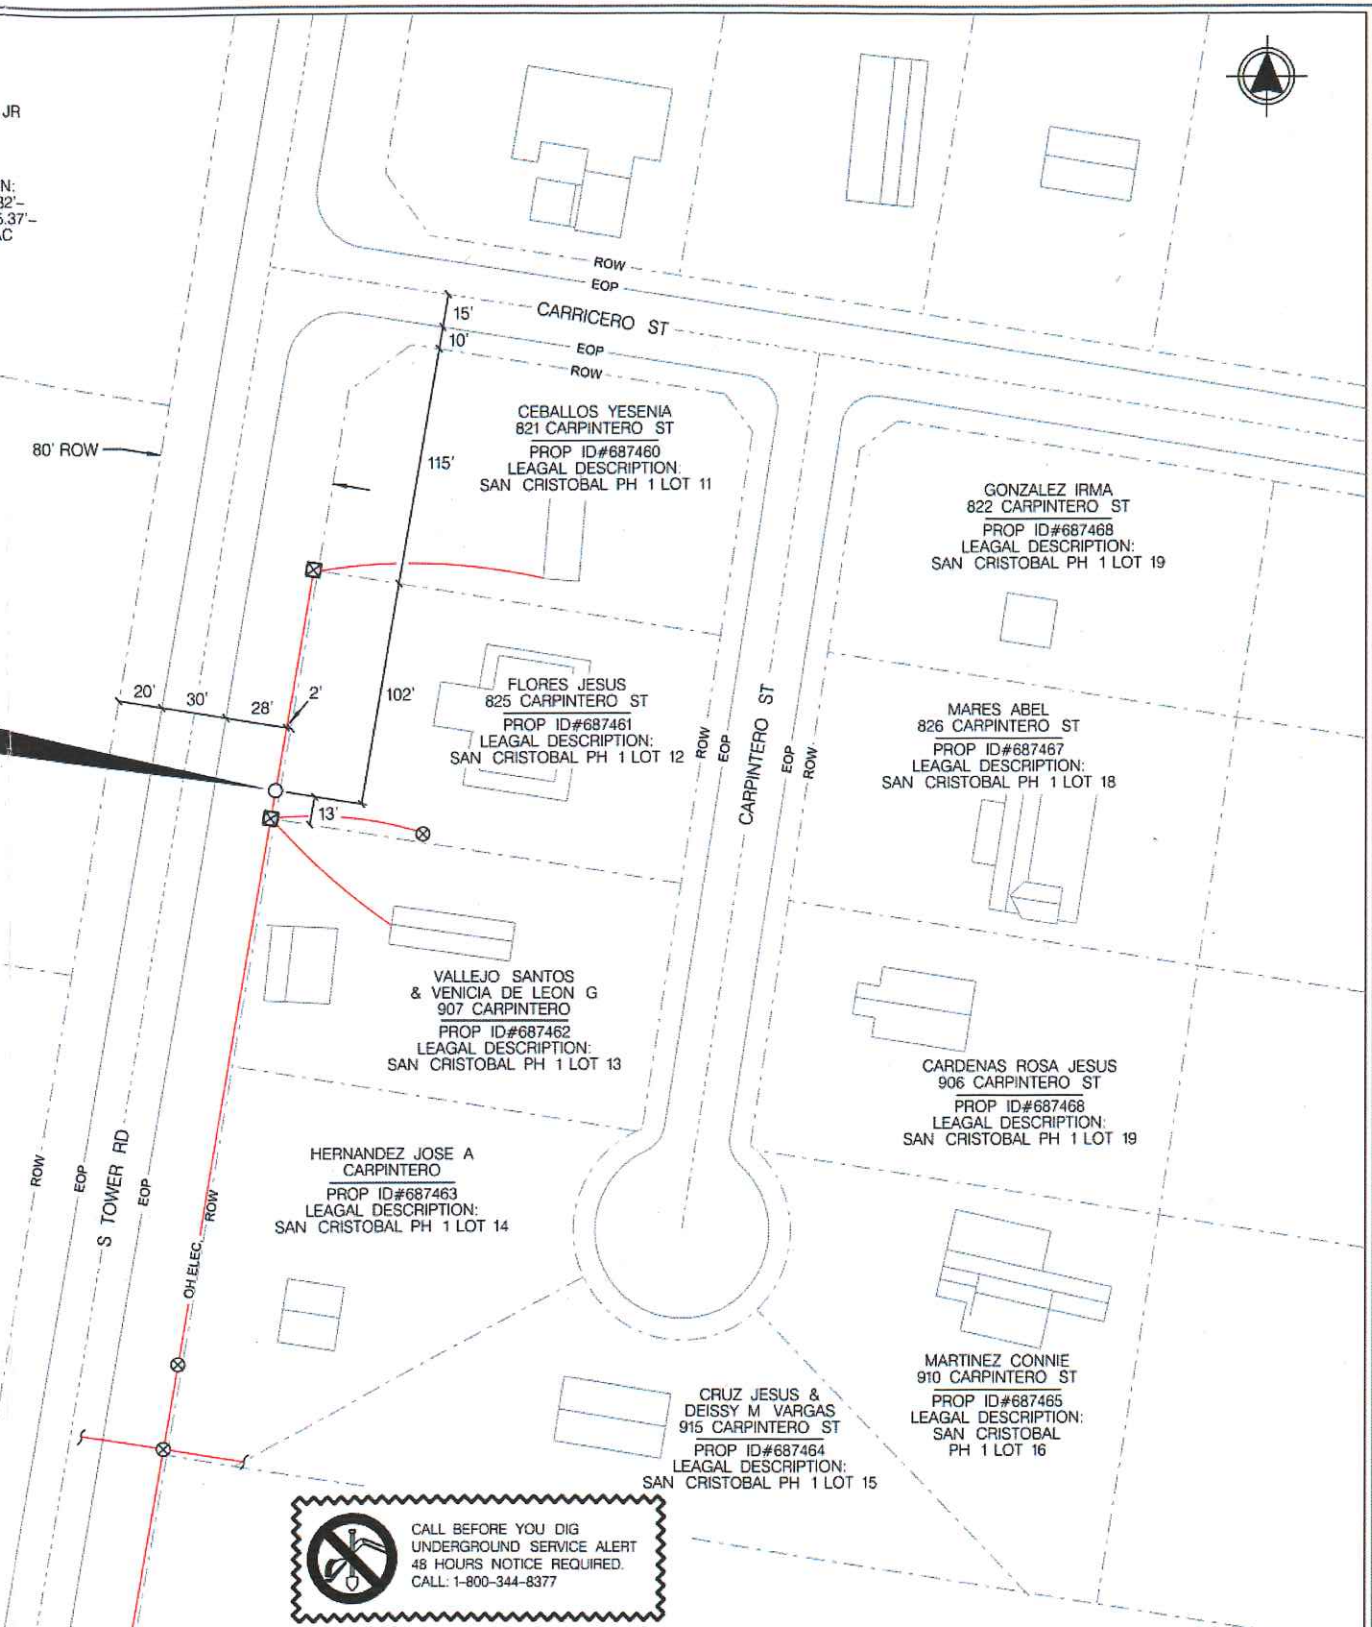 JR
N:
32'-
5.37'-
AC
ROW
EOP
CARRICERO ST
15'
10'
EOP
ROW
CEBALLOS YESENIA
821 CARPINTERO ST
PROP ID#687460
LEAGAL DESCRIPTION:
SAN CRISTOBAL PH 1 LOT 11
80' ROW
115'
GONZALEZ IRMA
822 CARPINTERO ST
PROP ID#687468
LEAGAL DESCRIPTION:
SAN CRISTOBAL PH 1 LOT 19
20'
30'
28'
2'
102'
13'
FLORES JESUS
825 CARPINTERO ST
PROP ID#687461
LEAGAL DESCRIPTION:
SAN CRISTOBAL PH 1 LOT 12
ROW
EOP
CARPINTERO ST
EOP
ROW
MARES ABEL
826 CARPINTERO ST
PROP ID#687467
LEAGAL DESCRIPTION:
SAN CRISTOBAL PH 1 LOT 18
VALLEJO SANTOS
& VENICIA DE LEON G
907 CARPINTERO
PROP ID#687462
LEAGAL DESCRIPTION:
SAN CRISTOBAL PH 1 LOT 13
CARDENAS ROSA JESUS
906 CARPINTERO ST
PROP ID#687468
LEAGAL DESCRIPTION:
SAN CRISTOBAL PH 1 LOT 19
ROW
EOP
S TOWER RD
EOP
OH ELEC.
ROW
HERNANDEZ JOSE A
CARPINTERO
PROP ID#687463
LEAGAL DESCRIPTION:
SAN CRISTOBAL PH 1 LOT 14
MARTINEZ CONNIE
910 CARPINTERO ST
PROP ID#687465
LEAGAL DESCRIPTION:
SAN CRISTOBAL
PH 1 LOT 16
CRUZ JESUS &
DEISSY M VARGAS
915 CARPINTERO ST
PROP ID#687464
LEAGAL DESCRIPTION:
SAN CRISTOBAL PH 1 LOT 15
CALL BEFORE YOU DIG
UNDERGROUND SERVICE ALERT
48 HOURS NOTICE REQUIRED.
CALL: 1-800-344-8377